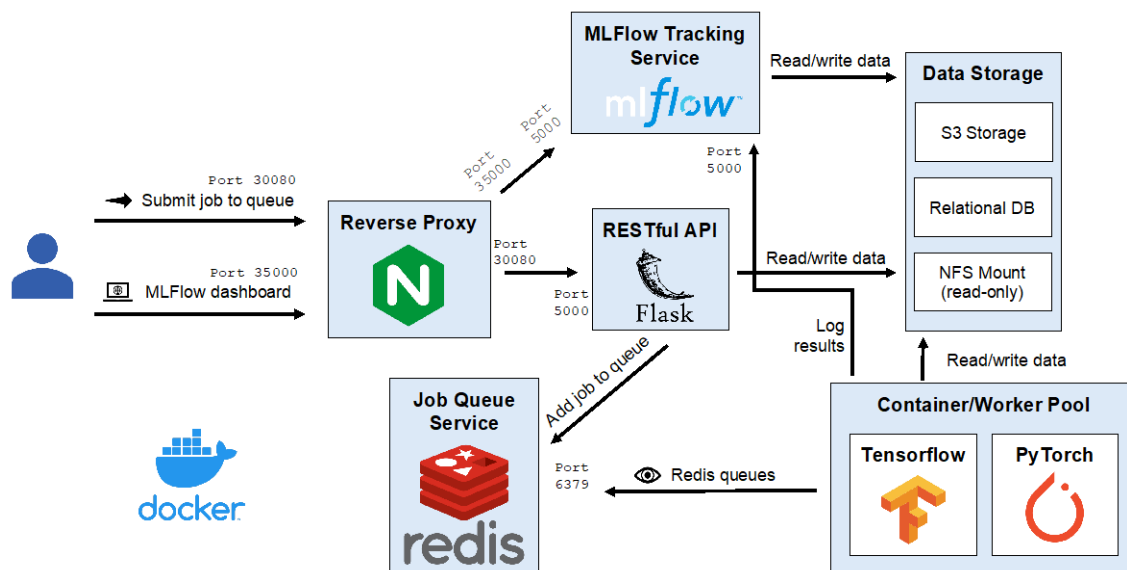 MLFlow Tracking
Service
mlflow™
Read/write data
Data Storage
S3 Storage
Relational DB
NFS Mount
(read-only)
Port
5000
Port
35000
Port
5000
Port 30080
Submit job to queue
Port 35000
MLFlow dashboard
Reverse Proxy
N
Port
30080
Port
5000
RESTful API
Flask
Read/write data
Log
results
Read/write data
Add job to queue
Job Queue
Service
redis
Port
6379
Redis queues
Container/Worker Pool
Tensorflow
PyTorch
docker